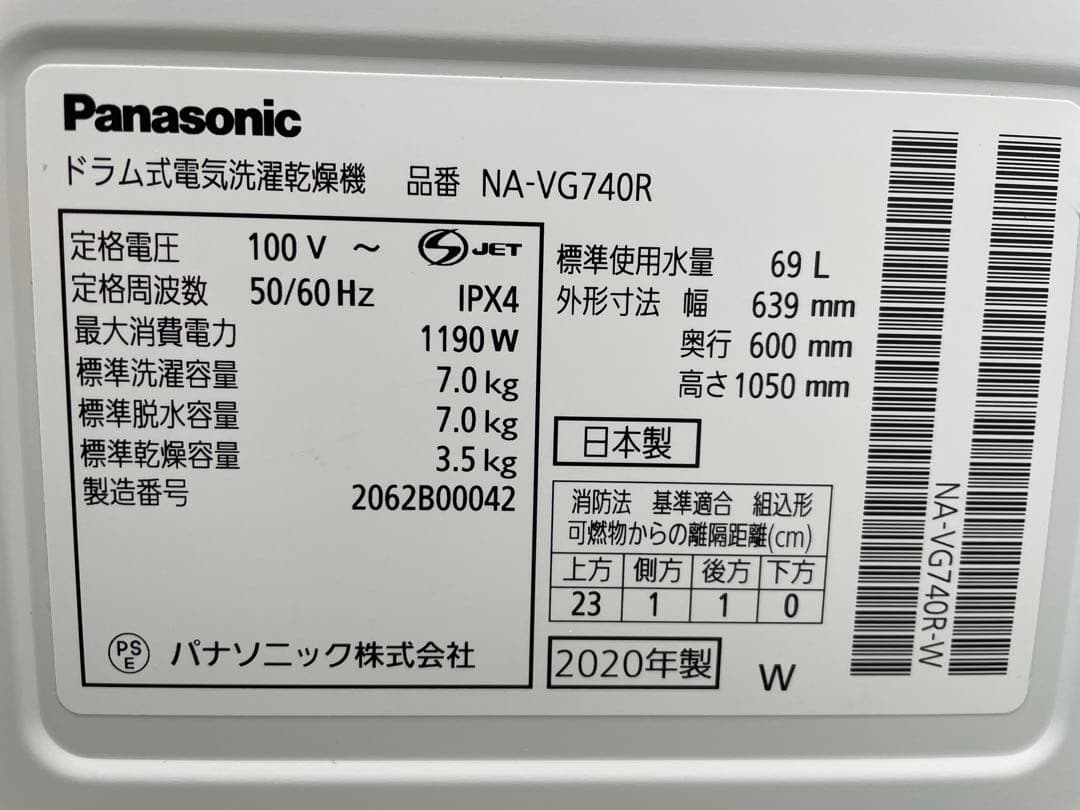 Panasonic
ドラム式電気洗濯乾燥機 品番 NA-VG740R
定格電圧 100 V ~ S JET
定格周波数 50/60 Hz IPX4
最大消費電力 1190 W
標準洗濯容量 7.0 kg
標準脱水容量 7.0 kg
標準乾燥容量 3.5 kg
製造番号 2062B00042
PS E パナソニック株式会社
標準使用水量 69 L
外形寸法 幅 639 mm
奥行 600 mm
高さ 1050 mm
日本製
消防法 基準適合 組込形
可燃物からの離隔距離(cm)
上方 側方 後方 下方
23 1 1 0
2020年製 W
NA-VG740R-W